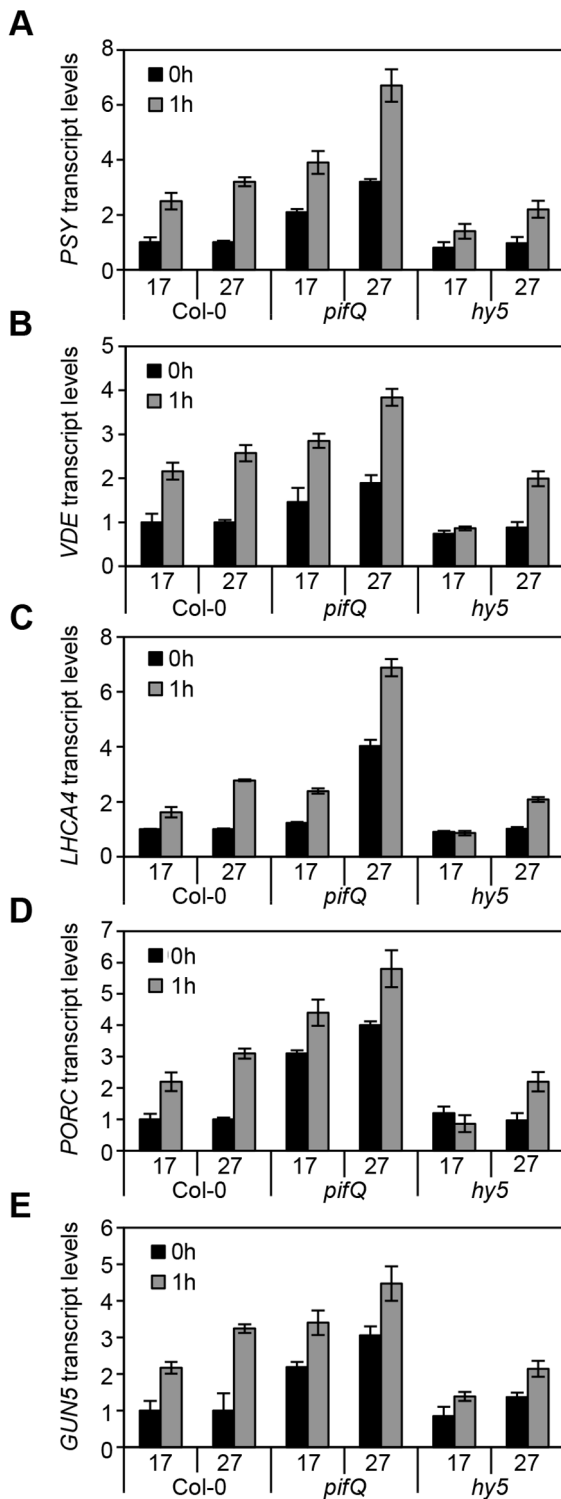 A
PSY transcript levels
8
6
4
2
0
0h
1h
17 27 17 27 17 27
Col-0 pifQ hy5
B
VDE transcript levels
5
4
3
2
1
0
0h
1h
17 27 17 27 17 27
Col-0 pifQ hy5
C
LHCA4 transcript levels
8
6
4
2
0
0h
1h
17 27 17 27 17 27
Col-0 pifQ hy5
D
PORC transcript levels
7
6
5
4
3
2
1
0
0h
1h
17 27 17 27 17 27
Col-0 pifQ hy5
E
GUN5 transcript levels
6
5
4
3
2
1
0
0h
1h
17 27 17 27 17 27
Col-0 pifQ hy5